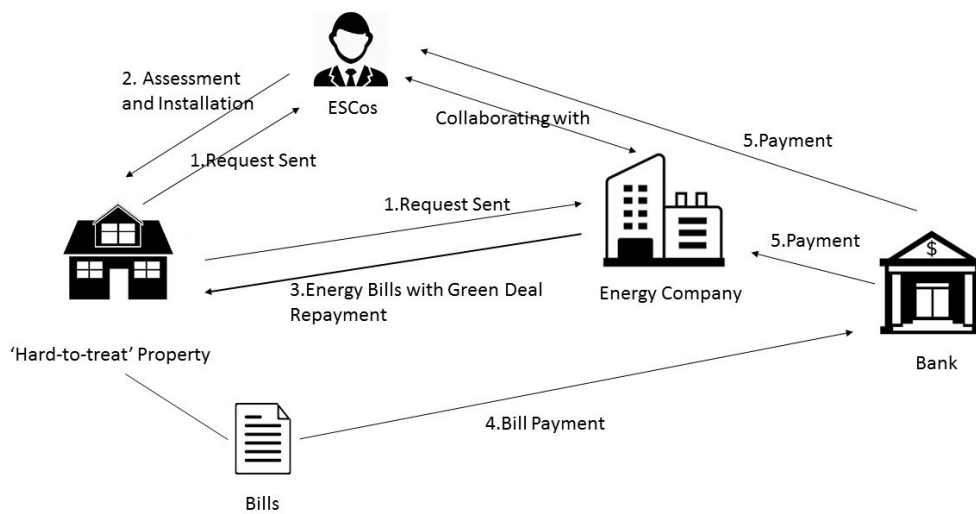 2. Assessment
and Installation
ESCos
Collaborating with
5.Payment
1.Request Sent
1.Request Sent
5.Payment
$
3.Energy Bills with Green Deal
Repayment
Energy Company
‘Hard-to-treat’ Property
Bank
4.Bill Payment
Bills